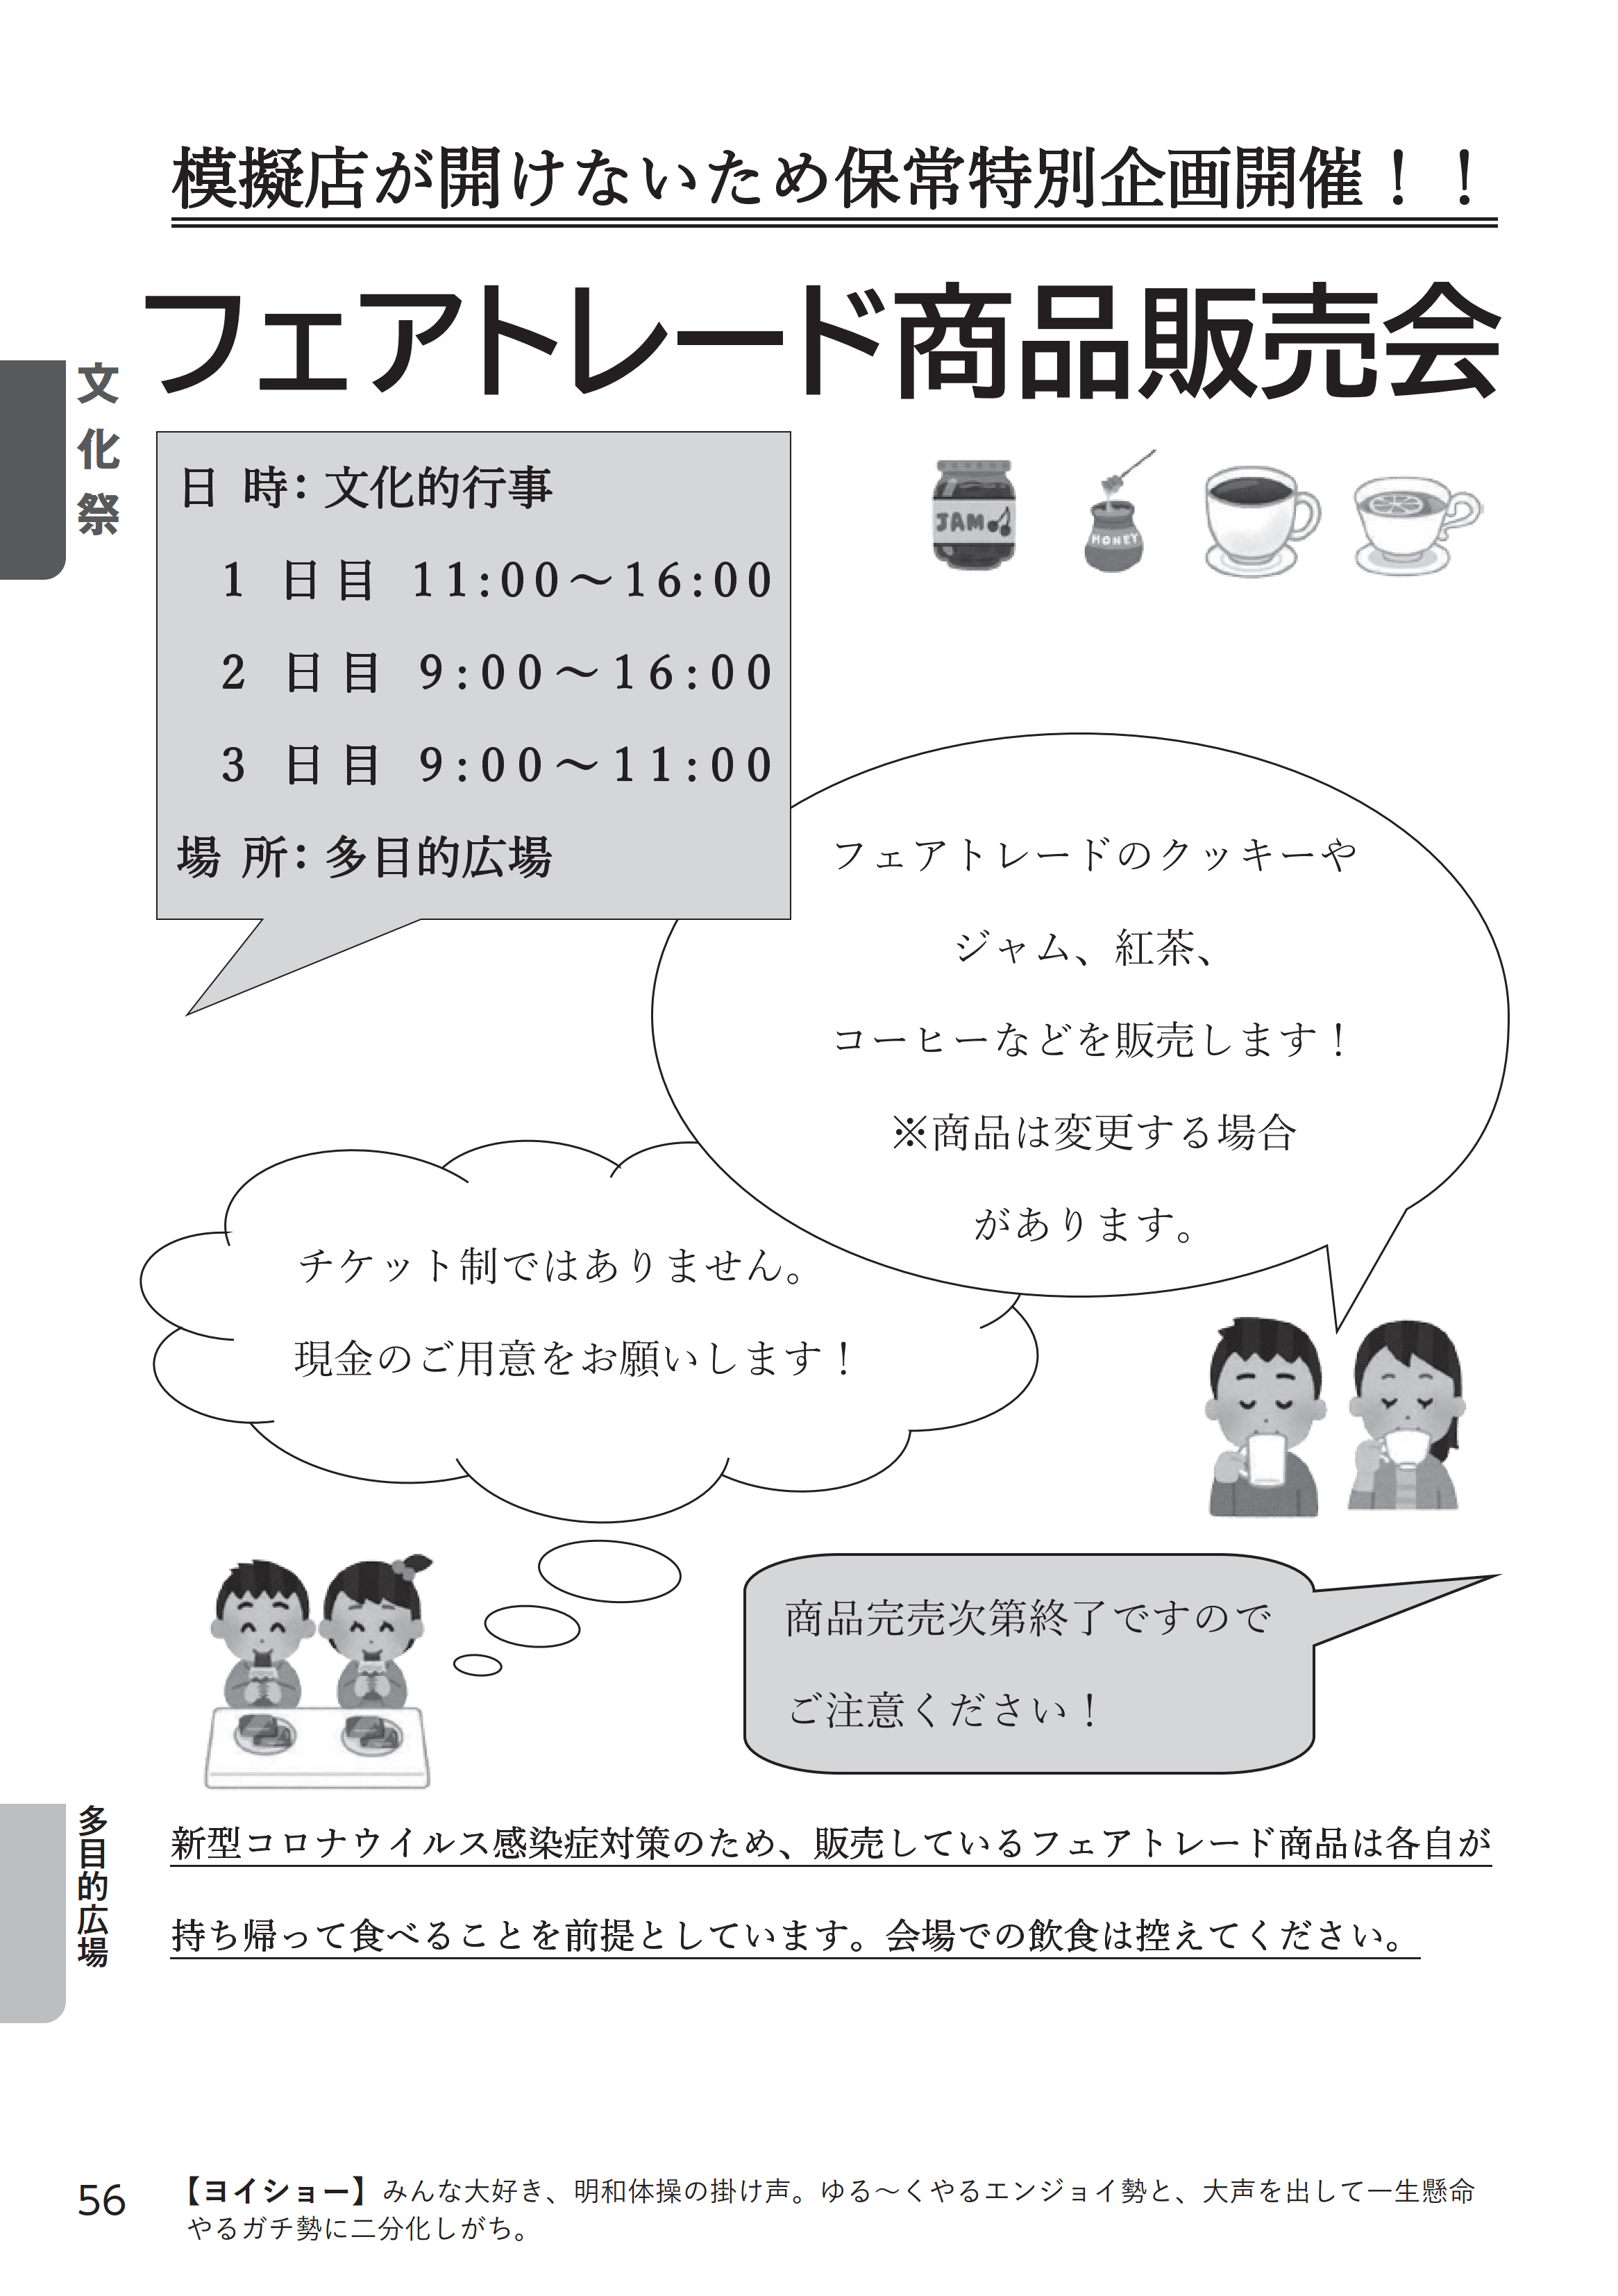 模擬店が開けないため保常特別企画開催！！
フェアトレード商品販売会
文化祭
日 時：文化的行事
1 日目 11:00～16:00
2 日目 9:00～16:00
3 日目 9:00～11:00
場 所：多目的広場
JAM
HONEY
フェアトレードのクッキーや
ジャム、紅茶、
コーヒーなどを販売します！
※商品は変更する場合
があります。
チケット制ではありません。
現金のご用意をお願いします！
商品完売次第終了ですので
ご注意ください！
多目的広場
新型コロナウイルス感染症対策のため、販売しているフェアトレード商品は各自が
持ち帰って食べることを前提としています。会場での飲食は控えてください。
56
【ヨイショー】みんな大好き、明和体操の掛け声。ゆる～くやるエンジョイ勢と、大声を出して一生懸命
やるガチ勢に二分化しがち。